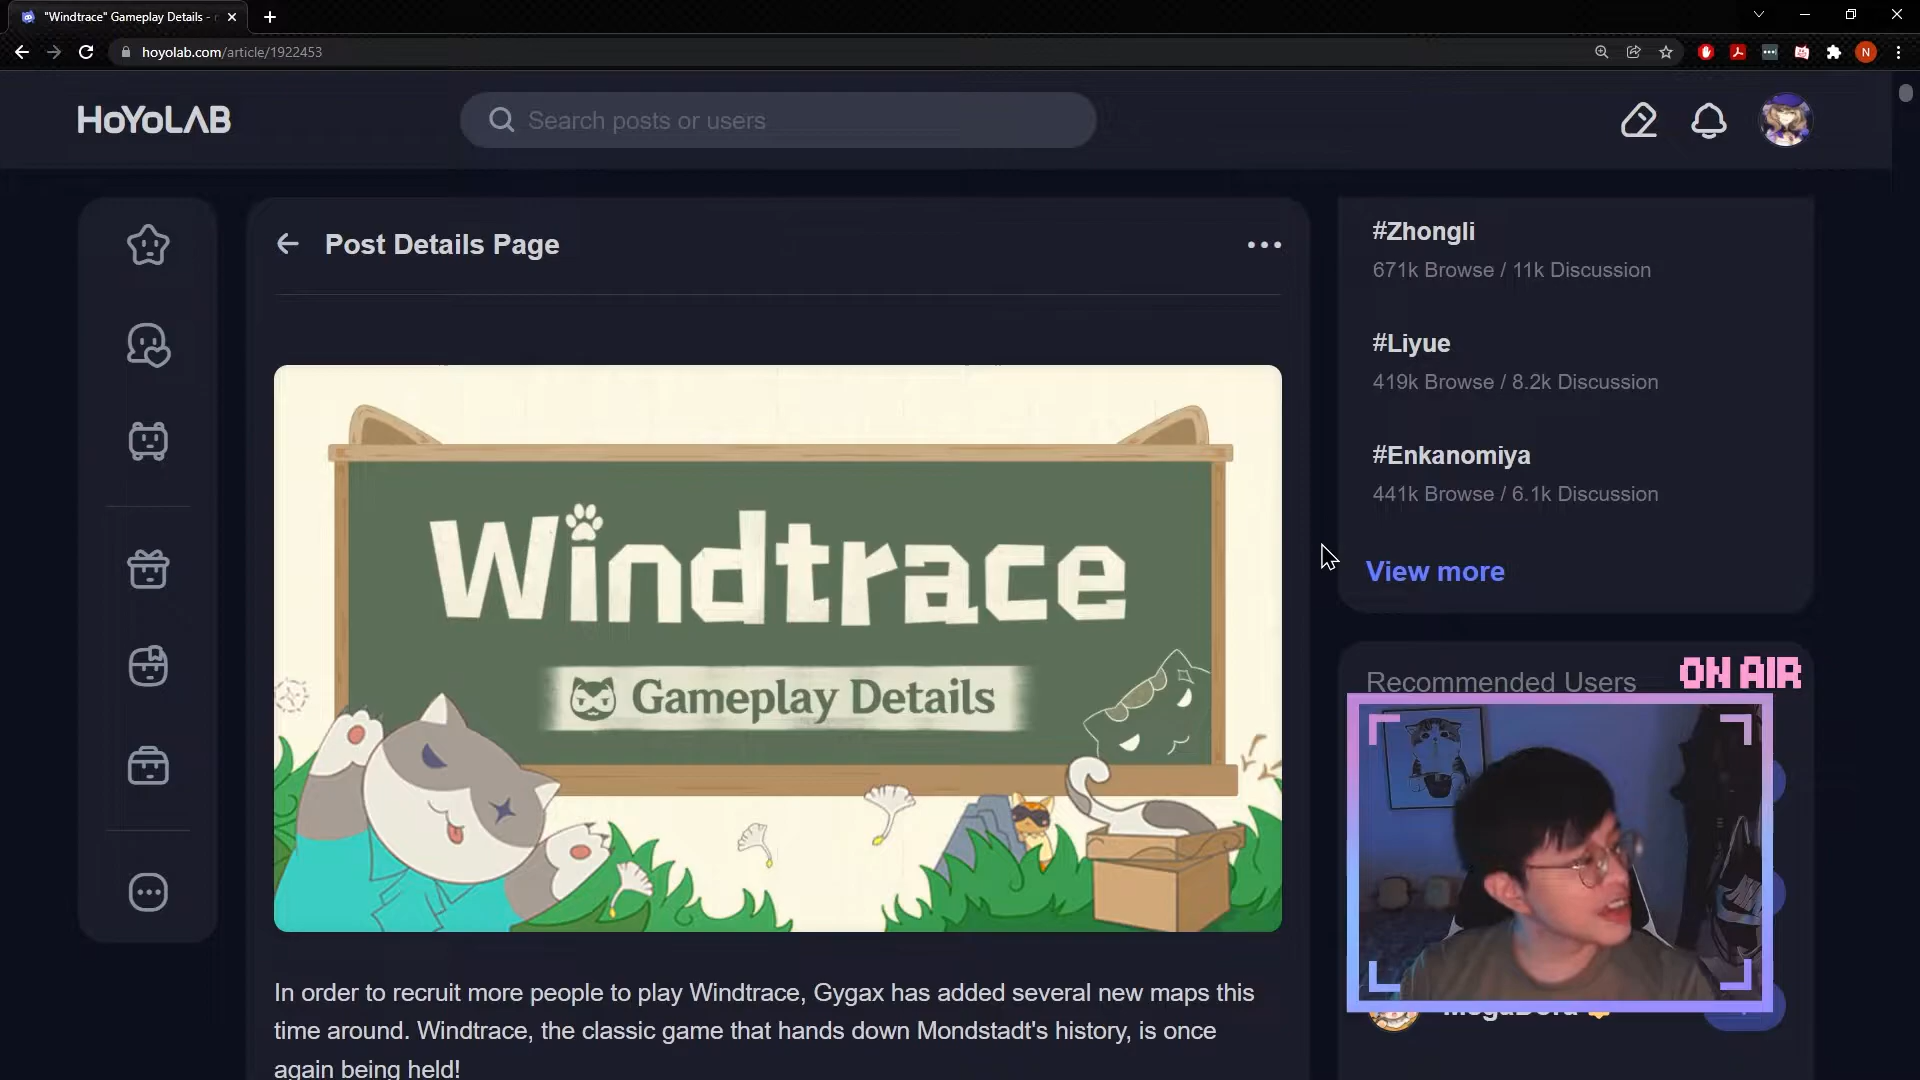 "Windtrace" Gameplay Details -
hoyolab.com/article/1922453
N
HoYoLAB
Search posts or users
Post Details Page
#Zhongli
671k Browse / 11k Discussion
#Liyue
419k Browse / 8.2k Discussion
#Enkanomiya
441k Browse / 6.1k Discussion
View more
Windtrace
Gameplay Details
Recommended Users
ON AIR
In order to recruit more people to play Windtrace, Gygax has added several new maps this
time around. Windtrace, the classic game that hands down Mondstadt's history, is once
again being held!